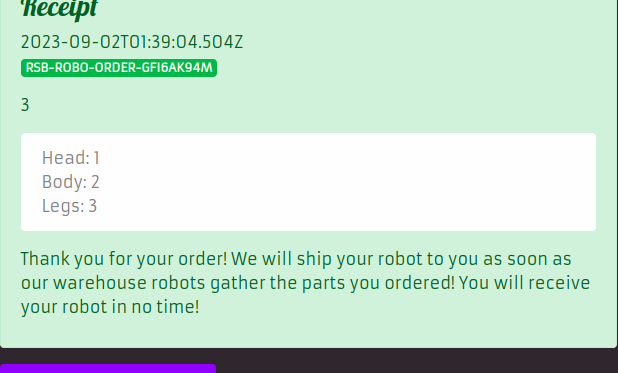 Receipt
2023-09-02T01:39:04.504Z
RSB-ROBO-ORDER-GFI6AK94M
3
Head: 1
Body: 2
Legs: 3
Thank you for your order! We will ship your robot to you as soon as
our warehouse robots gather the parts you ordered! You will receive
your robot in no time!